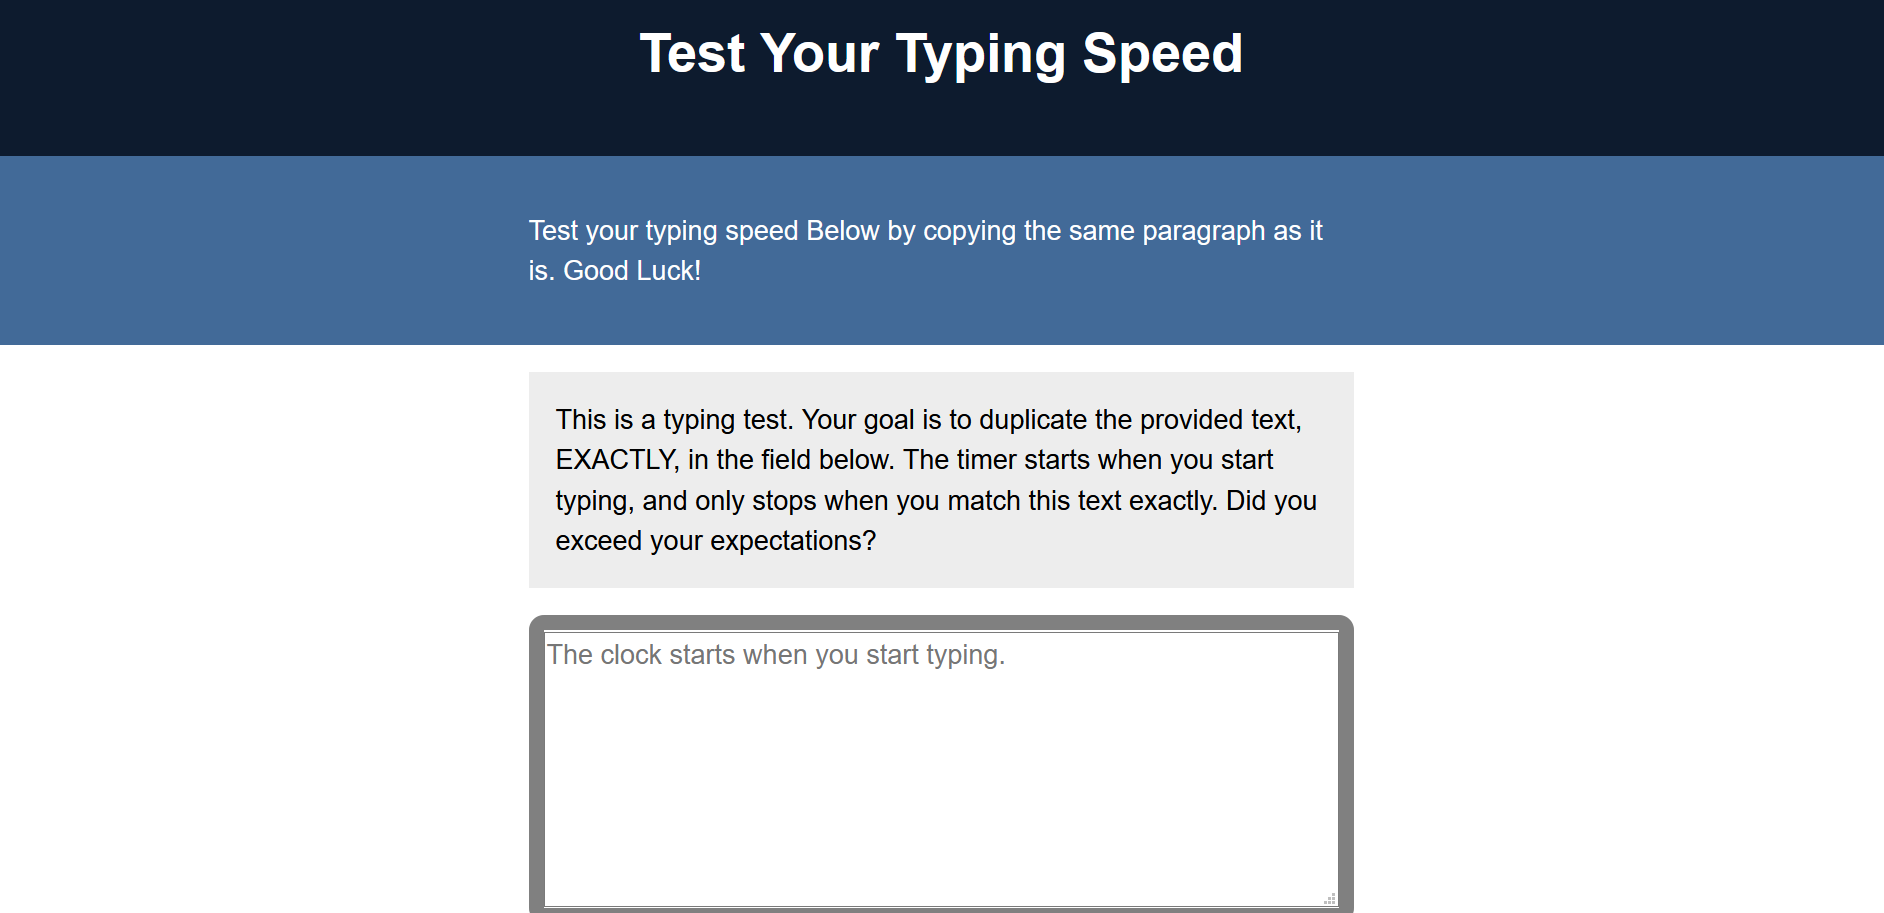 Test Your Typing Speed
Test your typing speed Below by copying the same paragraph as it
is. Good Luck!
This is a typing test. Your goal is to duplicate the provided text,
EXACTLY, in the field below. The timer starts when you start
typing, and only stops when you match this text exactly. Did you
exceed your expectations?
The clock starts when you start typing.